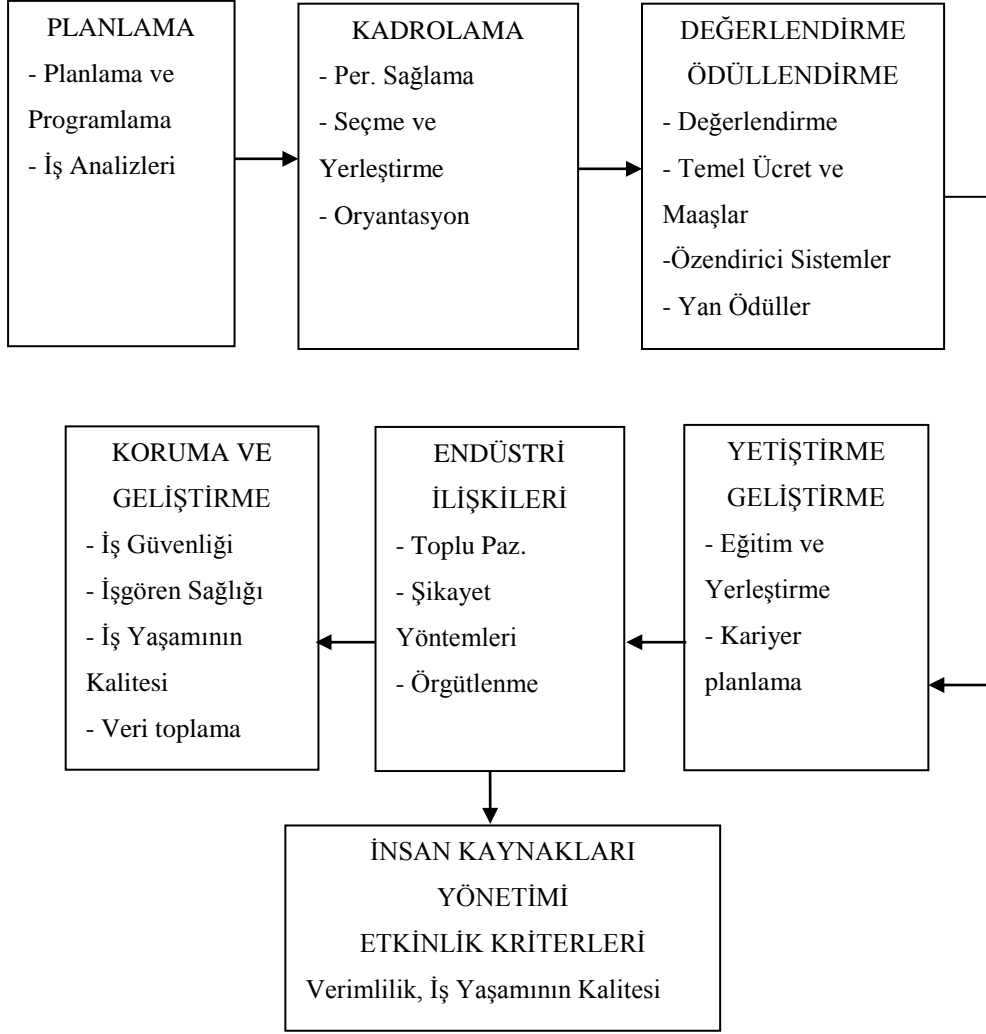 PLANLAMA
- Planlama ve
Programlama
- İş Analizleri
KADROLAMA
- Per. Sağlama
- Seçme ve
Yerleştirme
- Oryantasyon
DEĞERLENDİRME
ÖDÜLLENDİRME
- Değerlendirme
- Temel Ücret ve
Maaşlar
-Özendirici Sistemler
- Yan Ödüller
YETİŞTİRME
GELİŞTİRME
- Eğitim ve
Yerleştirme
- Kariyer
planlama
ENDÜSTRİ
İLİŞKİLERİ
- Toplu Paz.
- Şikayet
Yöntemleri
- Örgütlenme
KORUMA VE
GELİŞTİRME
- İş Güvenliği
- İşgören Sağlığı
- İş Yaşamının
Kalitesi
- Veri toplama
İNSAN KAYNAKLARI
YÖNETİMİ
ETKİNLİK KRİTERLERİ
Verimlilik, İş Yaşamının Kalitesi